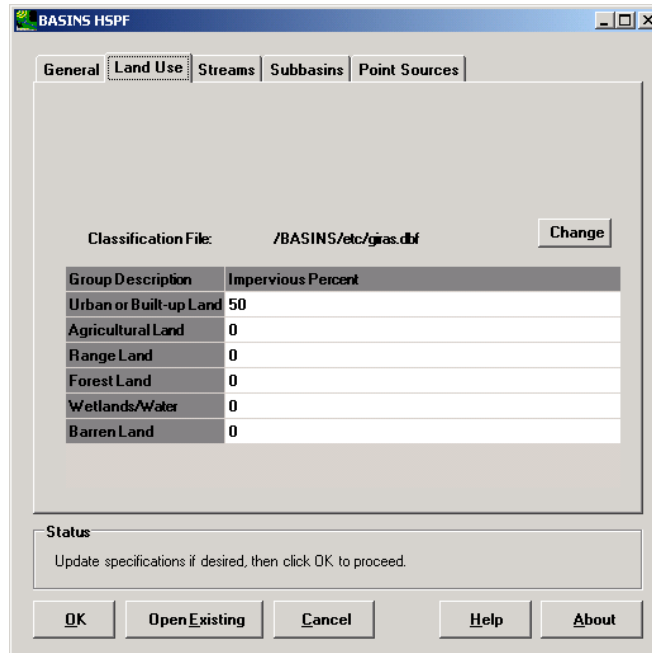 BASINS HSPF
General Land Use Streams Subbasins Point Sources
Classification File: /BASINS/etc/giras.dbf Change
Group Description Impervious Percent
Urban or Built-up Land 50
Agricultural Land 0
Range Land 0
Forest Land 0
Wetlands/Water 0
Barren Land 0
Status
Update specifications if desired, then click OK to proceed.
OK Open Existing Cancel Help About